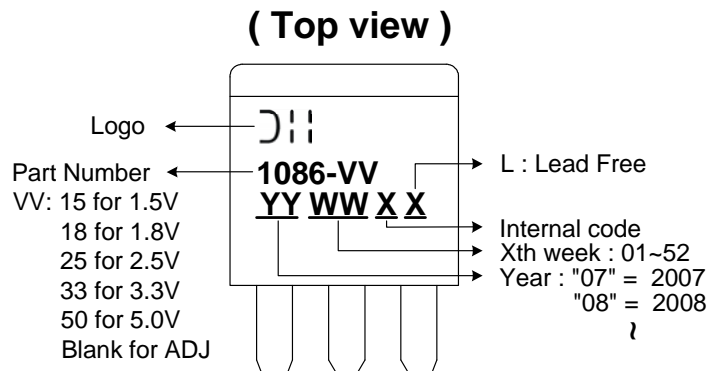 ( Top view )
Logo
Part Number
VV: 15 for 1.5V
18 for 1.8V
25 for 2.5V
33 for 3.3V
50 for 5.0V
Blank for ADJ
1086-VV
YY WW X X
L : Lead Free
Internal code
Xth week : 01~52
Year : "07" = 2007
"08" = 2008
~